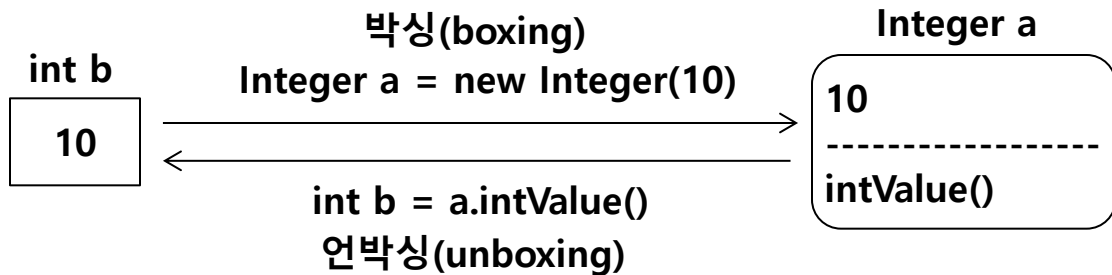 박싱(boxing)
Integer a = new Integer(10)
int b
10
Integer a
10
------------------
intValue()
int b = a.intValue()
언박싱(unboxing)